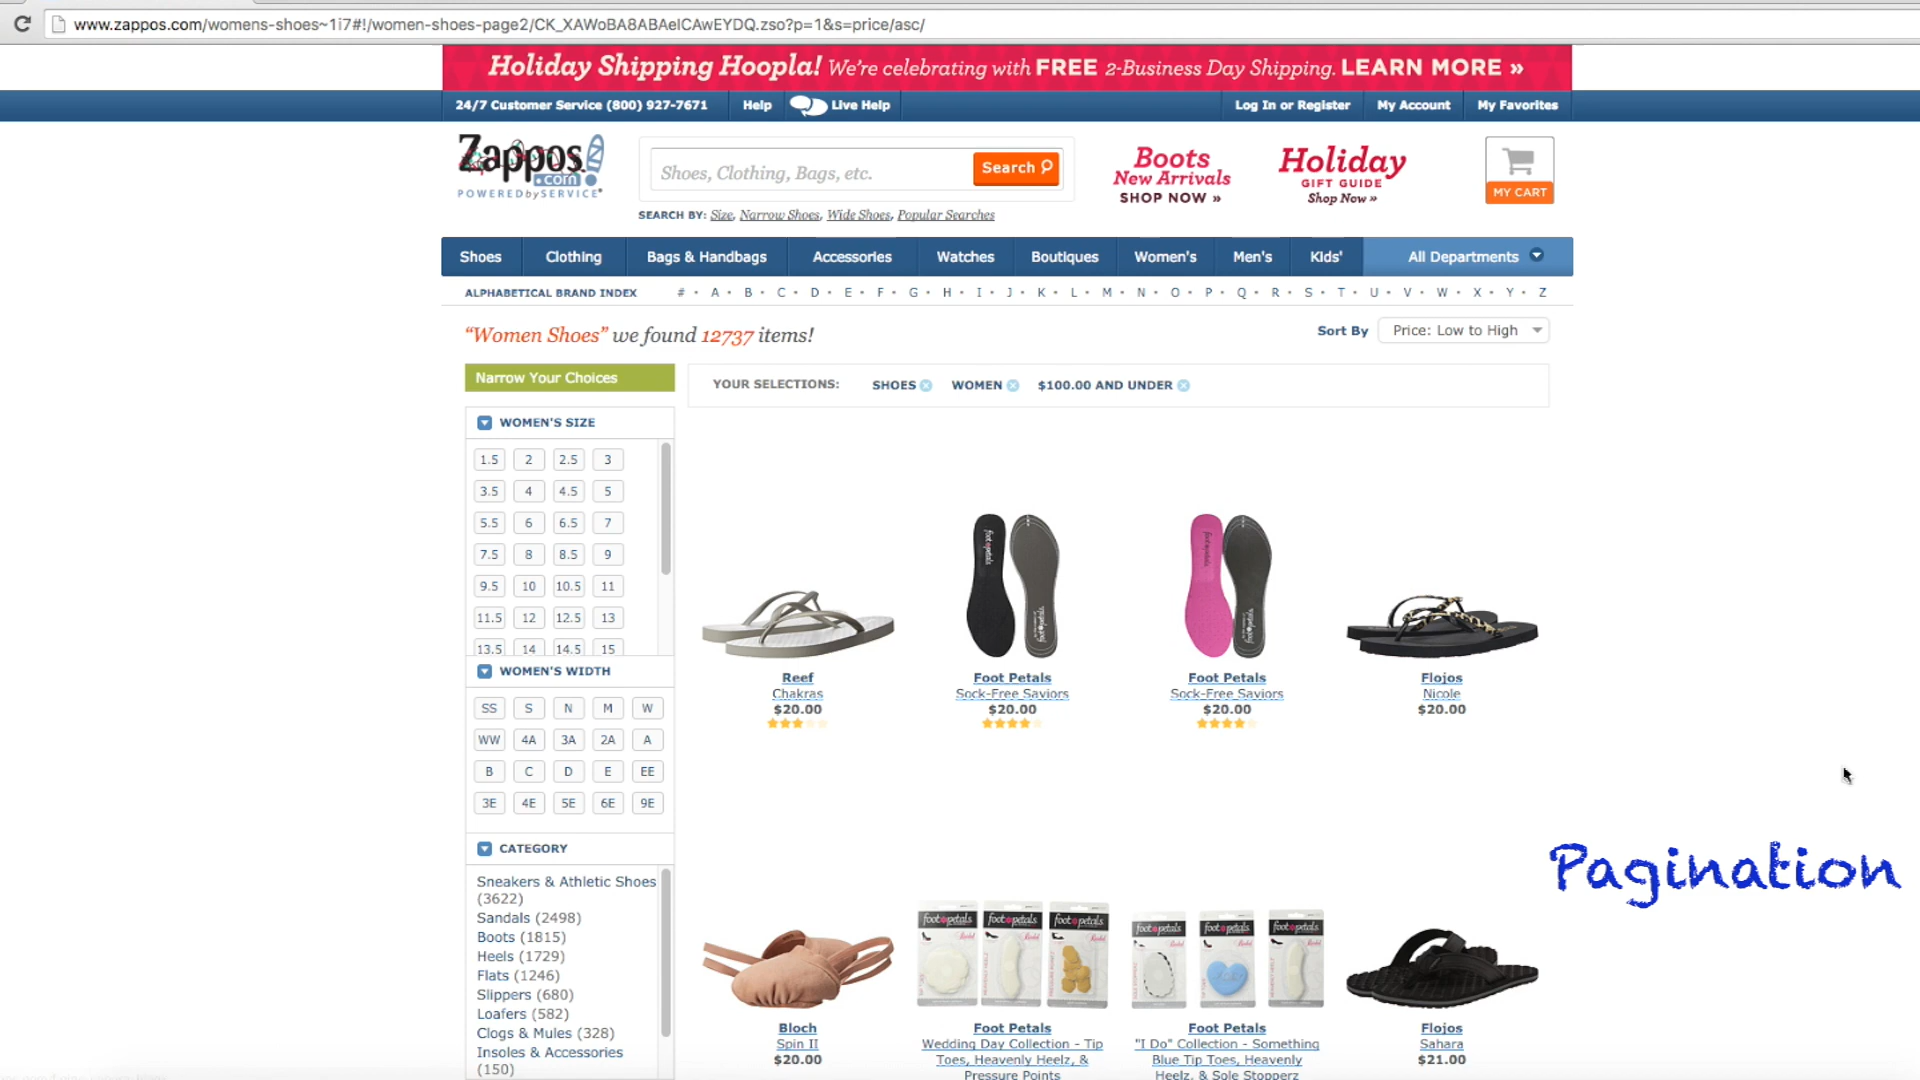 www.zappos.com/womens-shoes~1i7#!/women-shoes-page2/CK_XAWoBA8ABAeICAwEYDQ.zso?p=1&s=price/asc/
Holiday Shipping Hoopla! We're celebrating with FREE 2-Business Day Shipping. LEARN MORE »
24/7 Customer Service (800) 927-7671 Help Live Help Log In or Register My Account My Favorites
Zappos.com!
POWERED by SERVICE
Shoes, Clothing, Bags, etc. Search
SEARCH BY: Size, Narrow Shoes, Wide Shoes, Popular Searches
Boots
New Arrivals
SHOP NOW »
Holiday
GIFT GUIDE
Shop Now »
MY CART
Shoes Clothing Bags & Handbags Accessories Watches Boutiques Women's Men's Kids' All Departments
ALPHABETICAL BRAND INDEX # • A • B • C • D • E • F • G • H • I • J • K • L • M • N • O • P • Q • R • S • T • U • V • W • X • Y • Z
"Women Shoes" we found 12737 items!
Sort By Price: Low to High
Narrow Your Choices
YOUR SELECTIONS: SHOES WOMEN $100.00 AND UNDER
WOMEN'S SIZE
1.5 2 2.5 3
3.5 4 4.5 5
5.5 6 6.5 7
7.5 8 8.5 9
9.5 10 10.5 11
11.5 12 12.5 13
13.5 14 14.5 15
WOMEN'S WIDTH
SS S N M W
WW 4A 3A 2A A
B C D E EE
3E 4E 5E 6E 9E
CATEGORY
Sneakers & Athletic Shoes
(3622)
Sandals (2498)
Boots (1815)
Heels (1729)
Flats (1246)
Slippers (680)
Loafers (582)
Clogs & Mules (328)
Insoles & Accessories
(150)
Reef
Chakras
$20.00
Foot Petals
Sock-Free Saviors
$20.00
Foot Petals
Sock-Free Saviors
$20.00
Flojos
Nicole
$20.00
foot petals foot petals foot petals
Bloch
Spin II
$20.00
Foot Petals
Wedding Day Collection - Tip
Toes, Heavenly Heelz, &
Pressure Points
Foot Petals
"I Do" Collection - Something
Blue Tip Toes, Heavenly
Heelz, & Sole Stopperz
Flojos
Sahara
$21.00
Pagination